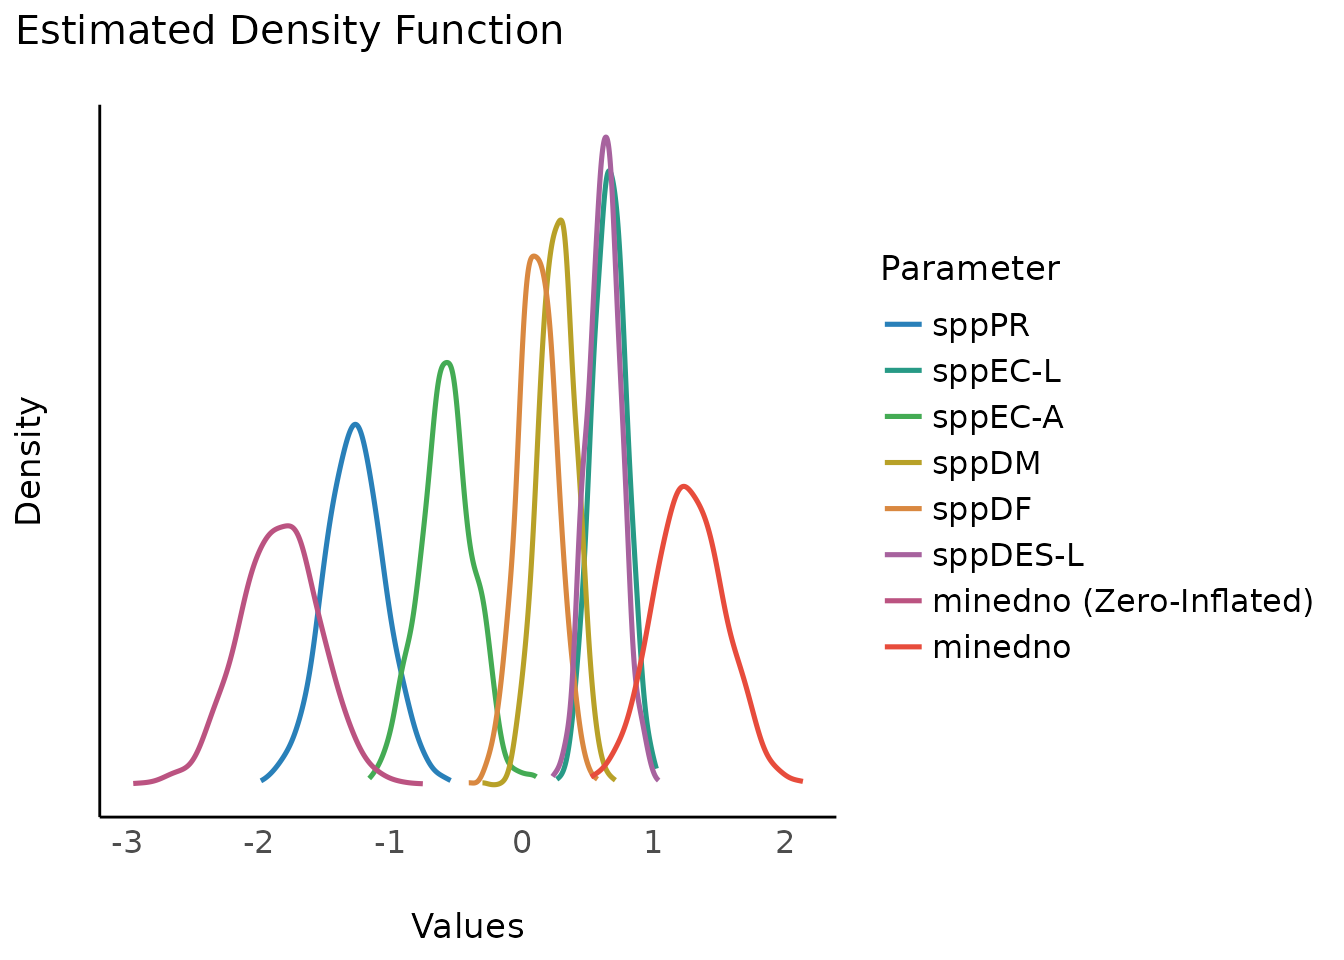 Estimated Density Function
Density
-3 -2 -1 0 1 2
Values
Parameter
sppPR
sppEC-L
sppEC-A
sppDM
sppDF
sppDES-L
minedno (Zero-Inflated)
minedno